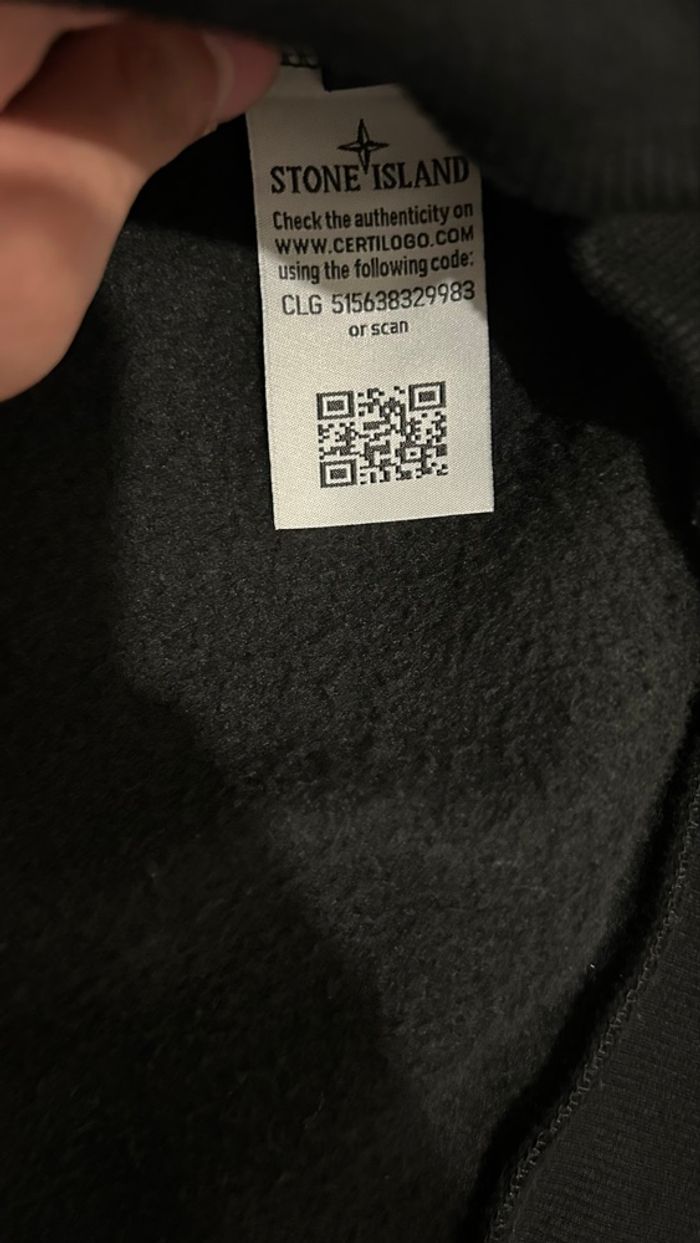 STONE ISLAND
Check the authenticity on
WWW.CERTILOGO.COM
using the following code:
CLG 515638329983
or scan